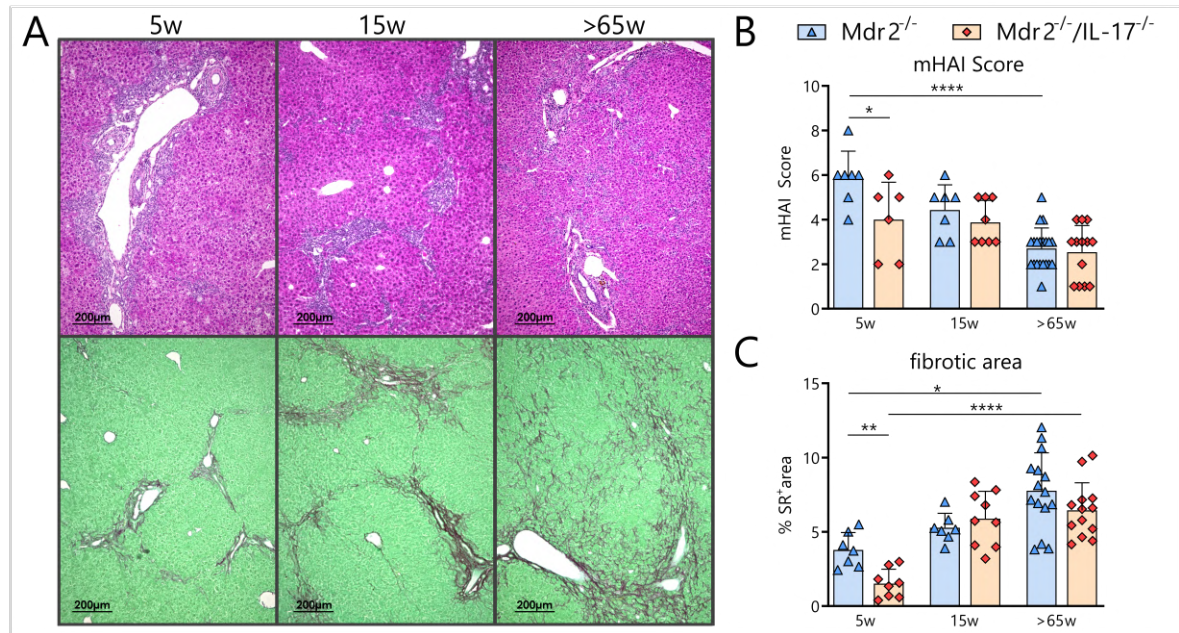 A
5w
15w
>65w
200µm
200µm
200µm
200µm
200µm
200µm
B
Mdr2-/-
Mdr2-/-/IL-17-/-
mHAI Score
mHAI Score
10
8
6
4
2
0
****
*
5w
15w
>65w
C
fibrotic area
% SR+area
15
10
5
0
*
****
**
5w
15w
>65w